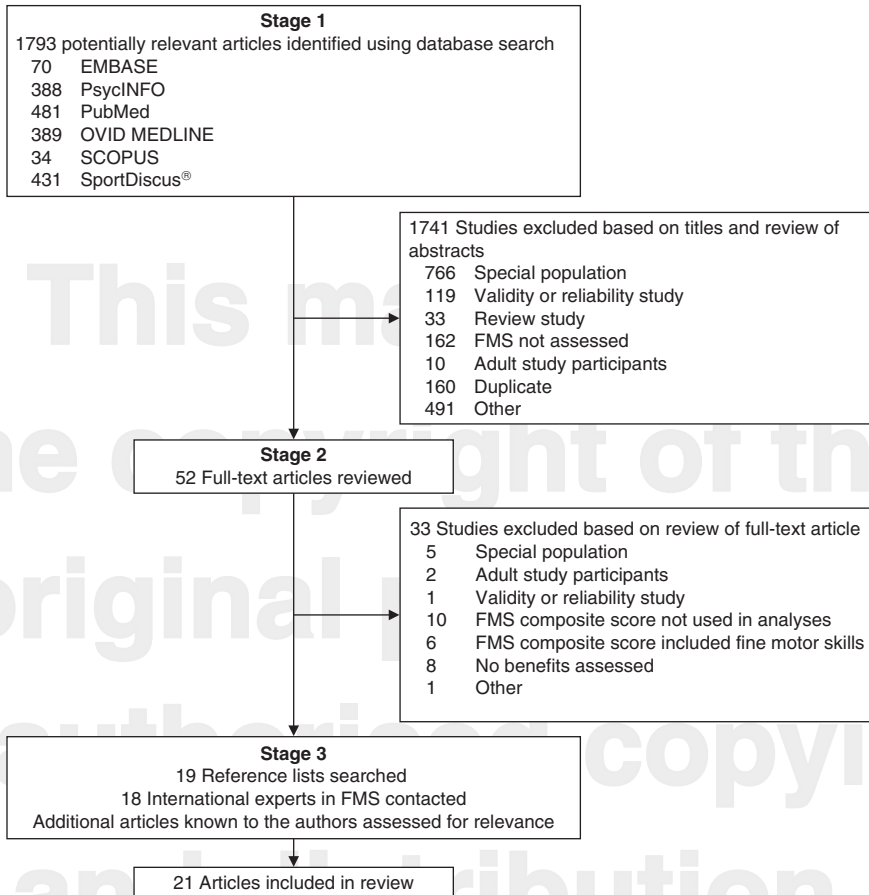 Stage 1
1793 potentially relevant articles identified using database search
70 EMBASE
388 PsycINFO
481 PubMed
389 OVID MEDLINE
34 SCOPUS
431 SportDiscus®
1741 Studies excluded based on titles and review of
abstracts
766 Special population
119 Validity or reliability study
33 Review study
162 FMS not assessed
10 Adult study participants
160 Duplicate
491 Other
This ma
Stage 2
52 Full-text articles reviewed
e copyright of th
33 Studies excluded based on review of full-text article
5 Special population
2 Adult study participants
1 Validity or reliability study
10 FMS composite score not used in analyses
6 FMS composite score included fine motor skills
8 No benefits assessed
1 Other
original p
Stage 3
19 Reference lists searched
18 International experts in FMS contacted
Additional articles known to the authors assessed for relevance
copyi
21 Articles included in review